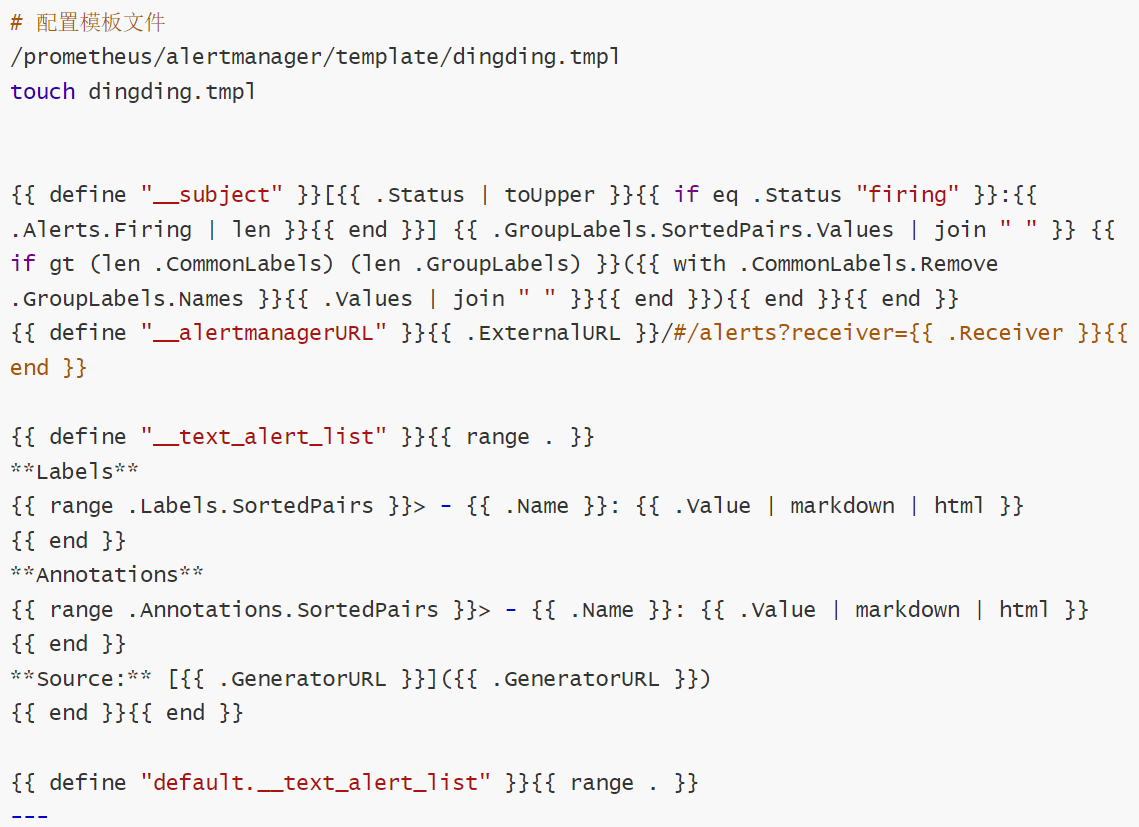 # 配置模板文件
/prometheus/alertmanager/template/dingding.tmpl
touch dingding.tmpl
{{ define "__subject" }}[{{ .Status | toUpper }}{{ if eq .Status "firing" }}:{{
.Alerts.Firing | len }}{{ end }}] {{ .GroupLabels.SortedPairs.Values | join " " }} {{
if gt (len .CommonLabels) (len .GroupLabels) }}({{ with .CommonLabels.Remove
.GroupLabels.Names }}{{ .Values | join " " }}{{ end }}){{ end }}{{ end }}
{{ define "__alertmanagerURL" }}{{ .ExternalURL }}/#/alerts?receiver={{ .Receiver }}{{
end }}
{{ define "__text_alert_list" }}{{ range . }}
**Labels**
{{ range .Labels.SortedPairs }}> - {{ .Name }}: {{ .Value | markdown | html }}
{{ end }}
**Annotations**
{{ range .Annotations.SortedPairs }}> - {{ .Name }}: {{ .Value | markdown | html }}
{{ end }}
**Source:** [{{ .GeneratorURL }}]({{ .GeneratorURL }})
{{ end }}{{ end }}
{{ define "default.__text_alert_list" }}{{ range . }}
---